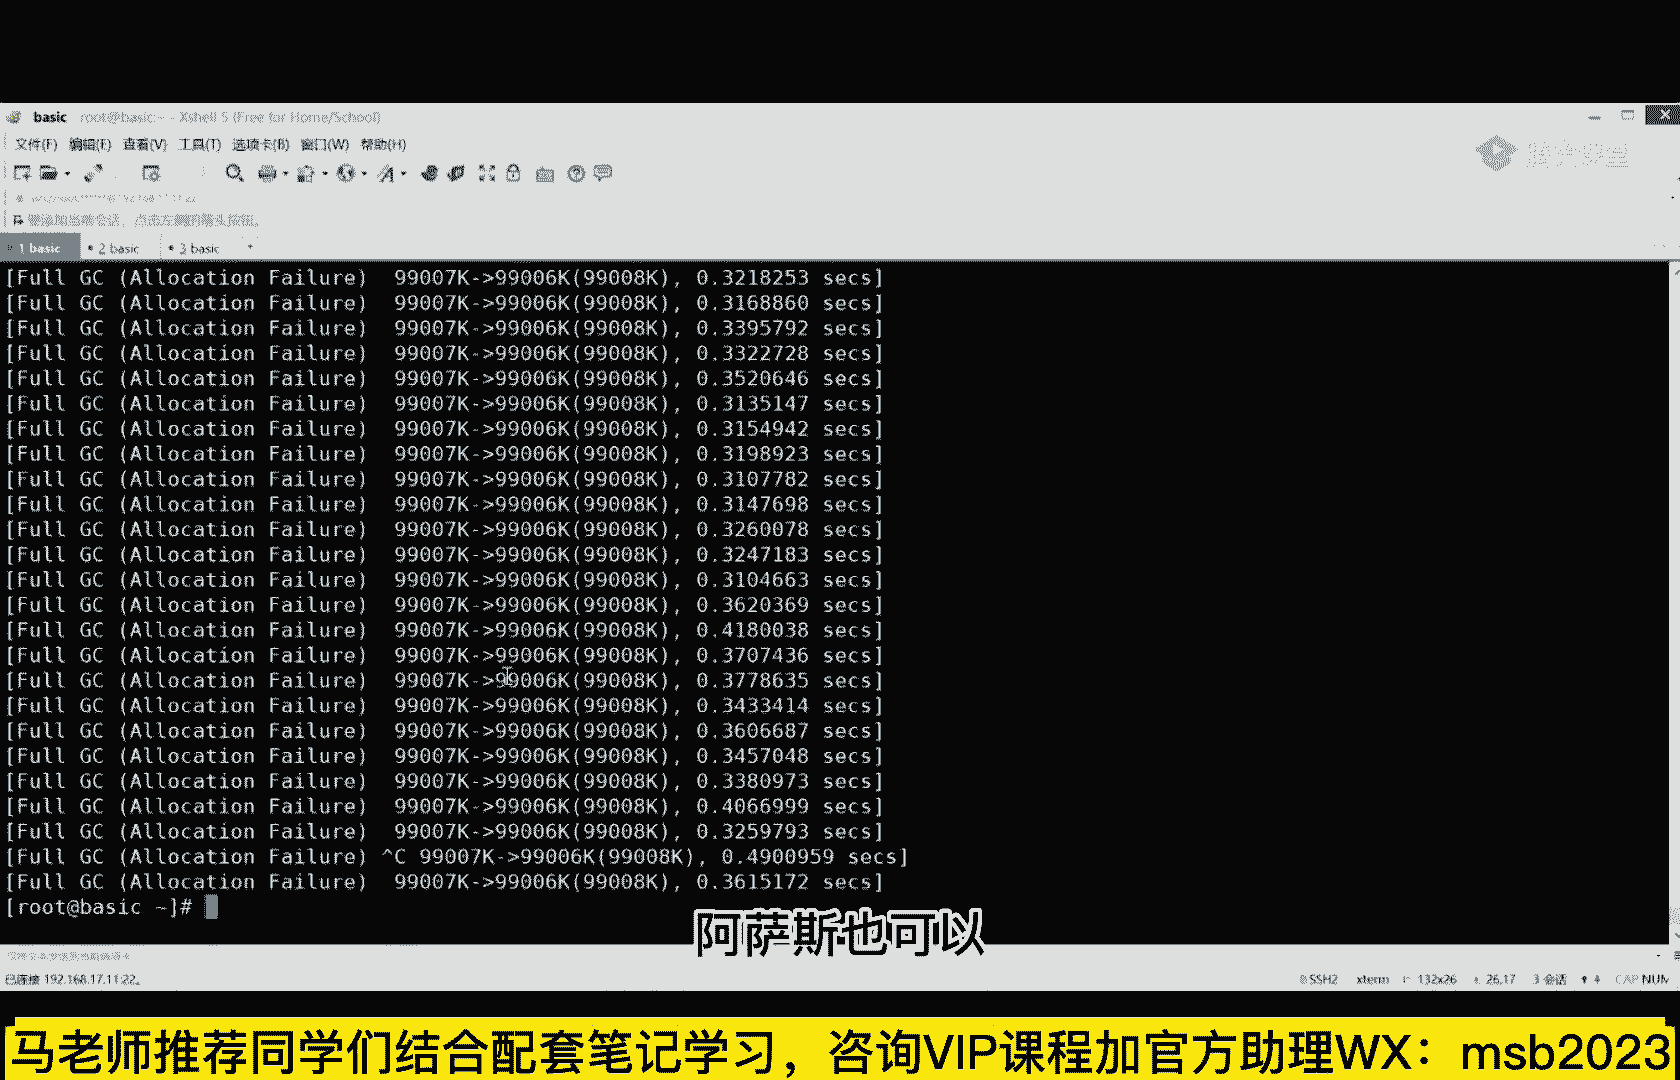 basic root@basic:~ - Xshell 5 (Free for Home/School)
文件(F) 编辑(E) 查看(V) 工具(T) 选项卡(B) 窗口(W) 帮助(H)
要添加当前会话，点击左侧的箭头按钮。
1 basic 2 basic 3 basic
[Full GC (Allocation Failure)  99007K->99006K(99008K), 0.3218253 secs]
[Full GC (Allocation Failure)  99007K->99006K(99008K), 0.3168860 secs]
[Full GC (Allocation Failure)  99007K->99006K(99008K), 0.3395792 secs]
[Full GC (Allocation Failure)  99007K->99006K(99008K), 0.3322728 secs]
[Full GC (Allocation Failure)  99007K->99006K(99008K), 0.3520646 secs]
[Full GC (Allocation Failure)  99007K->99006K(99008K), 0.3135147 secs]
[Full GC (Allocation Failure)  99007K->99006K(99008K), 0.3154942 secs]
[Full GC (Allocation Failure)  99007K->99006K(99008K), 0.3198923 secs]
[Full GC (Allocation Failure)  99007K->99006K(99008K), 0.3107782 secs]
[Full GC (Allocation Failure)  99007K->99006K(99008K), 0.3147698 secs]
[Full GC (Allocation Failure)  99007K->99006K(99008K), 0.3260078 secs]
[Full GC (Allocation Failure)  99007K->99006K(99008K), 0.3247183 secs]
[Full GC (Allocation Failure)  99007K->99006K(99008K), 0.3104663 secs]
[Full GC (Allocation Failure)  99007K->99006K(99008K), 0.3620369 secs]
[Full GC (Allocation Failure)  99007K->99006K(99008K), 0.4180038 secs]
[Full GC (Allocation Failure)  99007K->99006K(99008K), 0.3707436 secs]
[Full GC (Allocation Failure)  99007K->99006K(99008K), 0.3778635 secs]
[Full GC (Allocation Failure)  99007K->99006K(99008K), 0.3433414 secs]
[Full GC (Allocation Failure)  99007K->99006K(99008K), 0.3606687 secs]
[Full GC (Allocation Failure)  99007K->99006K(99008K), 0.3457048 secs]
[Full GC (Allocation Failure)  99007K->99006K(99008K), 0.3380973 secs]
[Full GC (Allocation Failure)  99007K->99006K(99008K), 0.4066999 secs]
[Full GC (Allocation Failure)  99007K->99006K(99008K), 0.3259793 secs]
[Full GC (Allocation Failure) ^C 99007K->99006K(99008K), 0.4900959 secs]
[Full GC (Allocation Failure)  99007K->99006K(99008K), 0.3615172 secs]
[root@basic ~]#
阿萨斯也可以
已连接 192.168.17.11:22。 SSH2 xterm 132x26 26,17 3 会话 CAP NUM
马老师推荐同学们结合配套笔记学习，咨询VIP课程加官方助理WX：msb2023